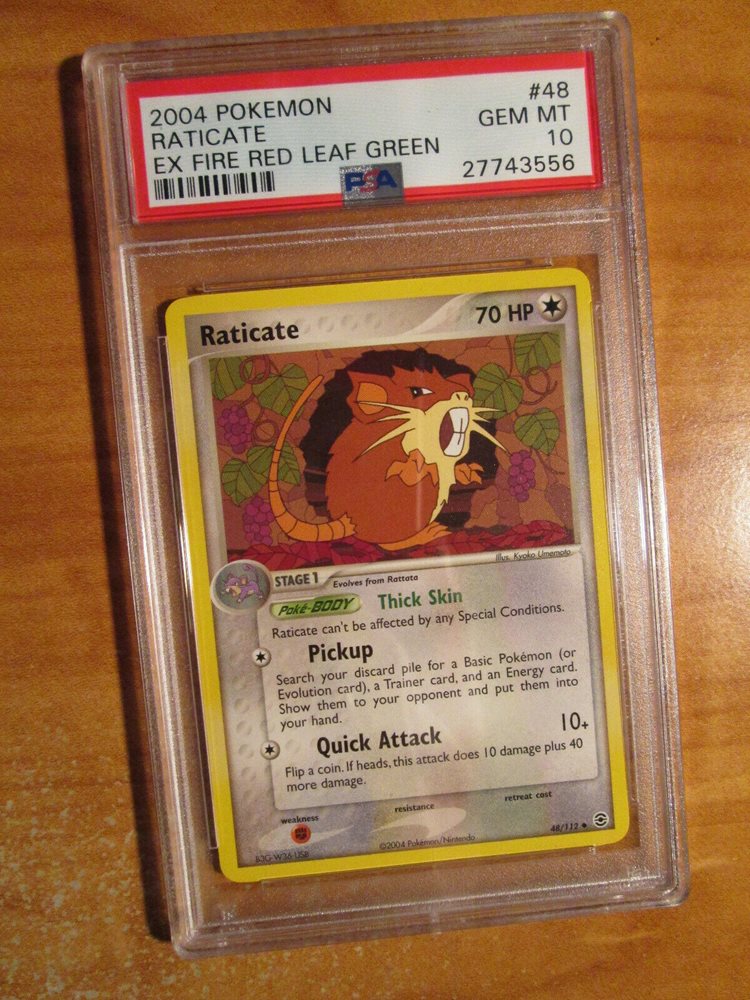 2004 POKEMON #48
RATICATE GEM MT
EX FIRE RED LEAF GREEN 10
PSA 27743556
Raticate 70 HP
Illus. Kyoko Umemoto
STAGE 1 Evolves from Rattata
Poké-BODY Thick Skin
Raticate can't be affected by any Special Conditions.
Pickup
Search your discard pile for a Basic Pokémon (or
Evolution card), a Trainer card, and an Energy card.
Show them to your opponent and put them into
your hand.
Quick Attack 10+
Flip a coin. If heads, this attack does 10 damage plus 40
more damage.
weakness resistance retreat cost
B3G-W36-USB ©2004 Pokémon/Nintendo 48/112